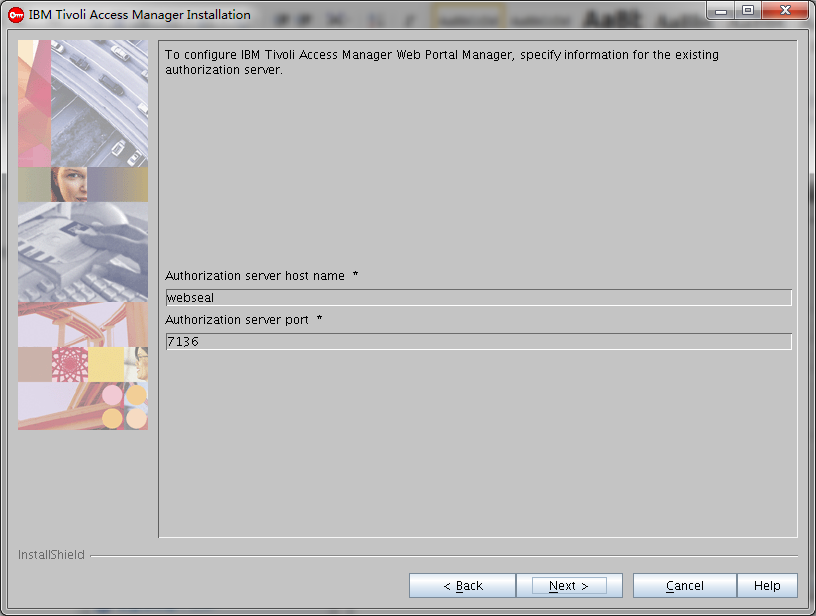 IBM Tivoli Access Manager Installation
To configure IBM Tivoli Access Manager Web Portal Manager, specify information for the existing
authorization server.
Authorization server host name *
webseal
Authorization server port *
7136
InstallShield
< Back
Next >
Cancel
Help